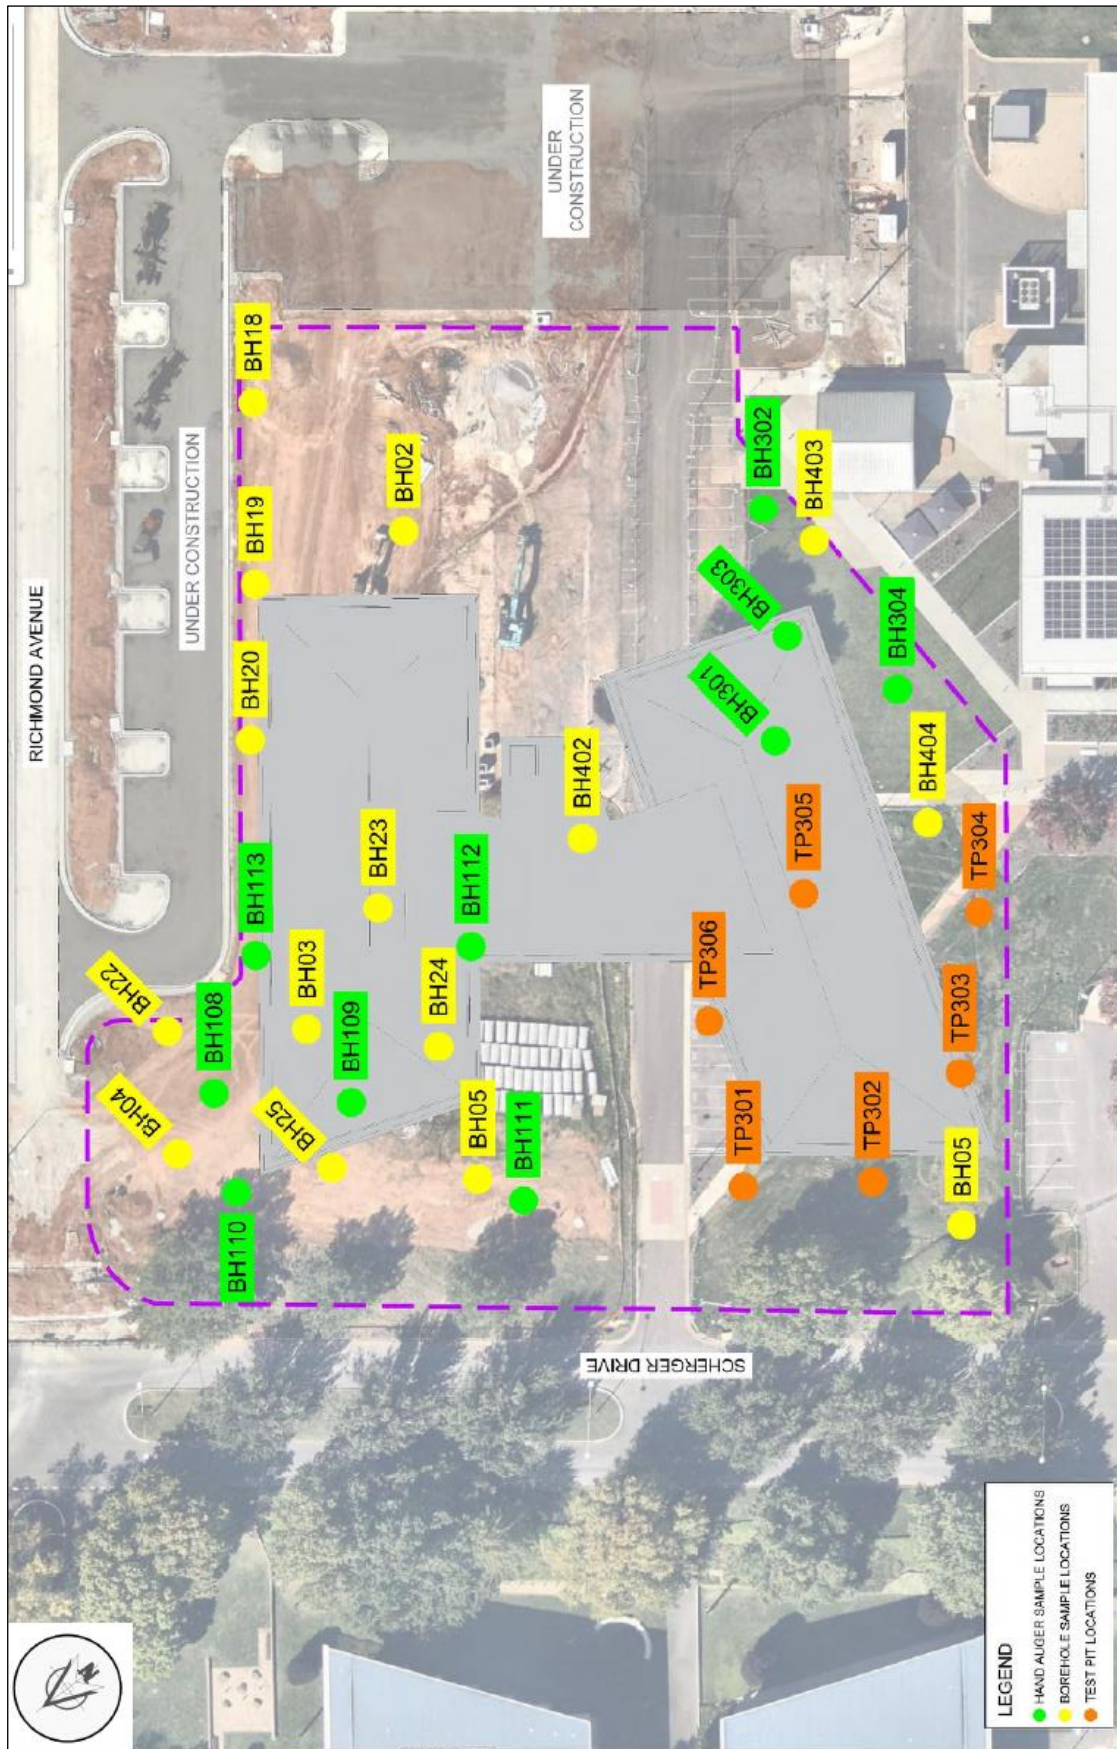 RICHMOND AVENUE
UNDER CONSTRUCTION
UNDER
CONSTRUCTION
BH18
BH19
BH02
BH20
BH302
BH403
BH303
BH301
BH304
BH402
BH404
BH23
BH113
BH112
TP305
TP304
BH22
BH108
BH03
BH109
BH24
TP306
TP303
BH04
BH25
BH05
BH111
TP301
TP302
BH05
BH110
SCHERGER DRIVE
LEGEND
HAND AUGER SAMPLE LOCATIONS
BOREHOLE SAMPLE LOCATIONS
TEST PIT LOCATIONS